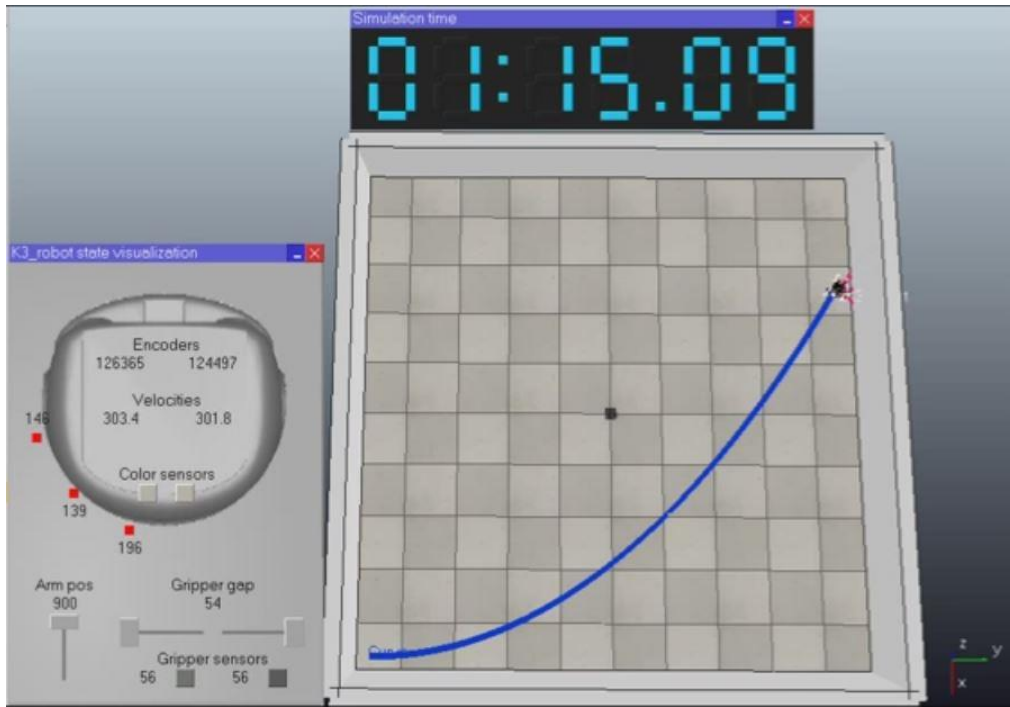 Simulation time
01:15.09
K3_robot state visualization
Encoders
126365 124497
Velocities
303.4 301.8
146
Color sensors
139
196
Arm pos
900
Gripper gap
54
Gripper sensors
56 56
z
y
x